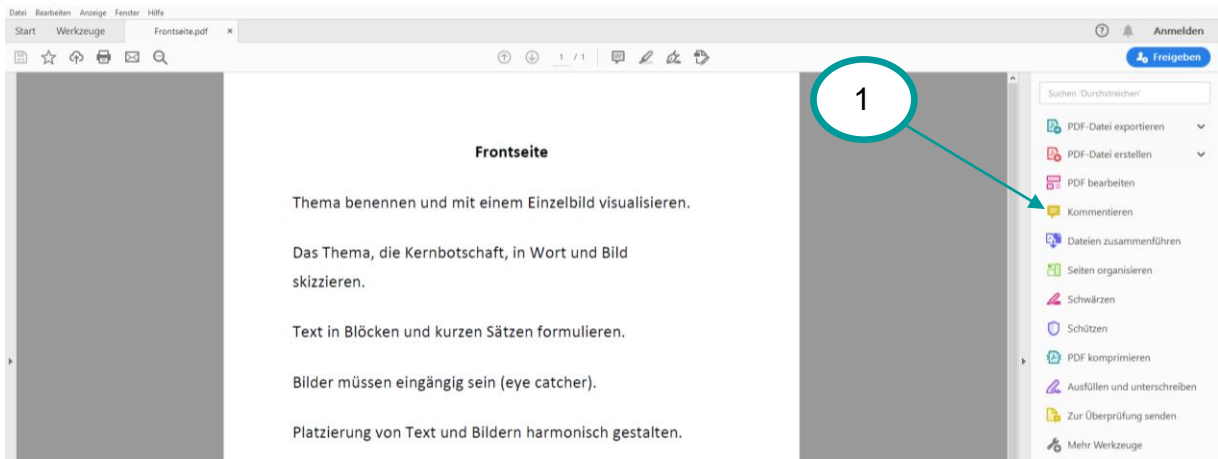 Datei Bearbeiten Anzeige Fenster Hilfe
Start Werkzeuge Frontseite.pdf × ? Anmelden
1 / 1 Freigeben
1
Suchen 'Durchstreichen'
PDF-Datei exportieren
PDF-Datei erstellen
PDF bearbeiten
Kommentieren
Dateien zusammenführen
Seiten organisieren
Schwärzen
Schützen
PDF komprimieren
Ausfüllen und unterschreiben
Zur Überprüfung senden
Mehr Werkzeuge
Frontseite
Thema benennen und mit einem Einzelbild visualisieren.
Das Thema, die Kernbotschaft, in Wort und Bild
skizzieren.
Text in Blöcken und kurzen Sätzen formulieren.
Bilder müssen eingängig sein (eye catcher).
Platzierung von Text und Bildern harmonisch gestalten.